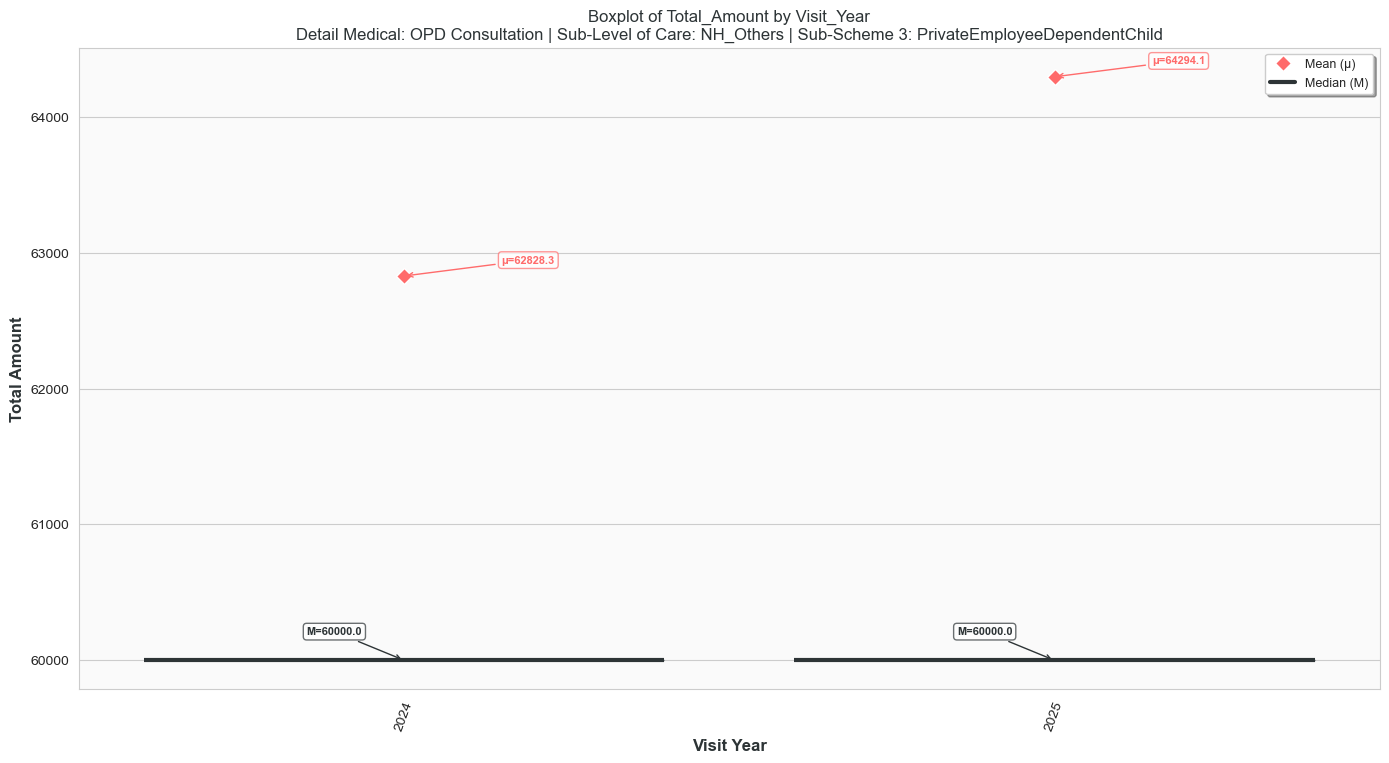 Boxplot of Total_Amount by Visit_Year
Detail Medical: OPD Consultation | Sub-Level of Care: NH_Others | Sub-Scheme 3: PrivateEmployeeDependentChild
μ=64294.1
Mean (μ)
Median (M)
64000
63000
μ=62828.3
62000
61000
60000
Total Amount
M=60000.0
M=60000.0
2024
2025
Visit Year